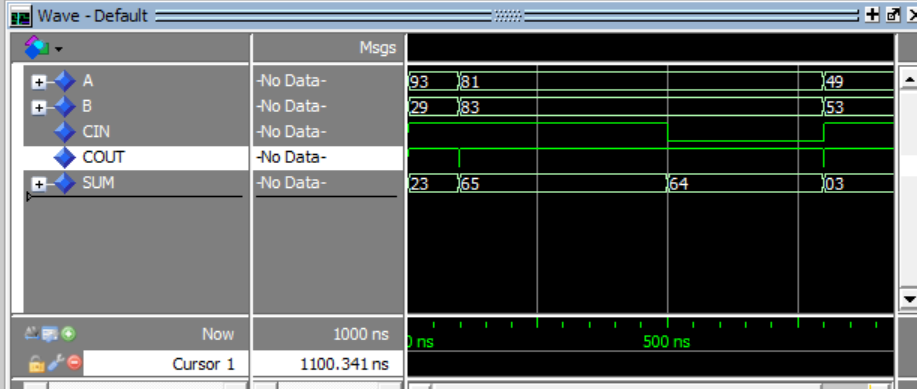 Wave - Default
Msgs
A -No Data- 93 81 49
B -No Data- 29 83 53
CIN -No Data-
COUT -No Data-
SUM -No Data- 23 65 64 03
Now 1000 ns ns 500 ns
Cursor 1 1100.341 ns